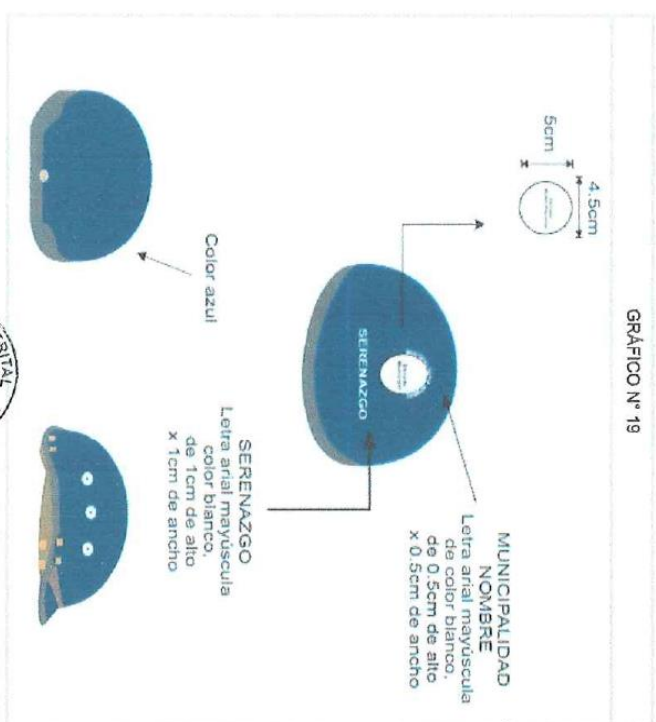 GRÁFICO N° 19
5cm
4.5cm
MUNICIPALIDAD
NOMBRE
Letra arial mayúscula
de color blanco,
de 0.5cm de alto
x 0.5cm de ancho
SERENAZGO
Color azul
SERENAZGO
Letra arial mayúscula
color blanco,
de 1cm de alto
x 1cm de ancho